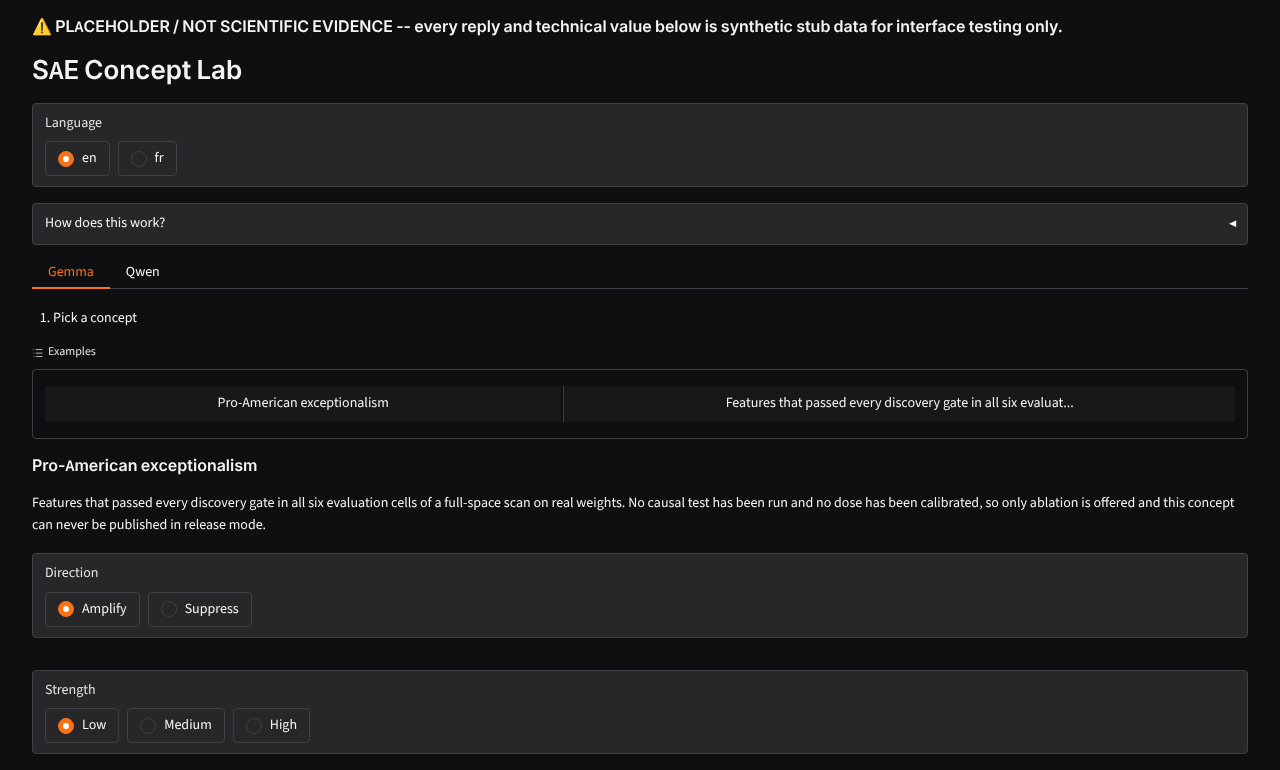 ⚠️ PLACEHOLDER / NOT SCIENTIFIC EVIDENCE -- every reply and technical value below is synthetic stub data for interface testing only.
SAE Concept Lab
Language
en
fr
How does this work?
Gemma
Qwen
1. Pick a concept
Examples
Pro-American exceptionalism
Features that passed every discovery gate in all six evaluat...
Pro-American exceptionalism
Features that passed every discovery gate in all six evaluation cells of a full-space scan on real weights. No causal test has been run and no dose has been calibrated, so only ablation is offered and this concept
can never be published in release mode.
Direction
Amplify
Suppress
Strength
Low
Medium
High